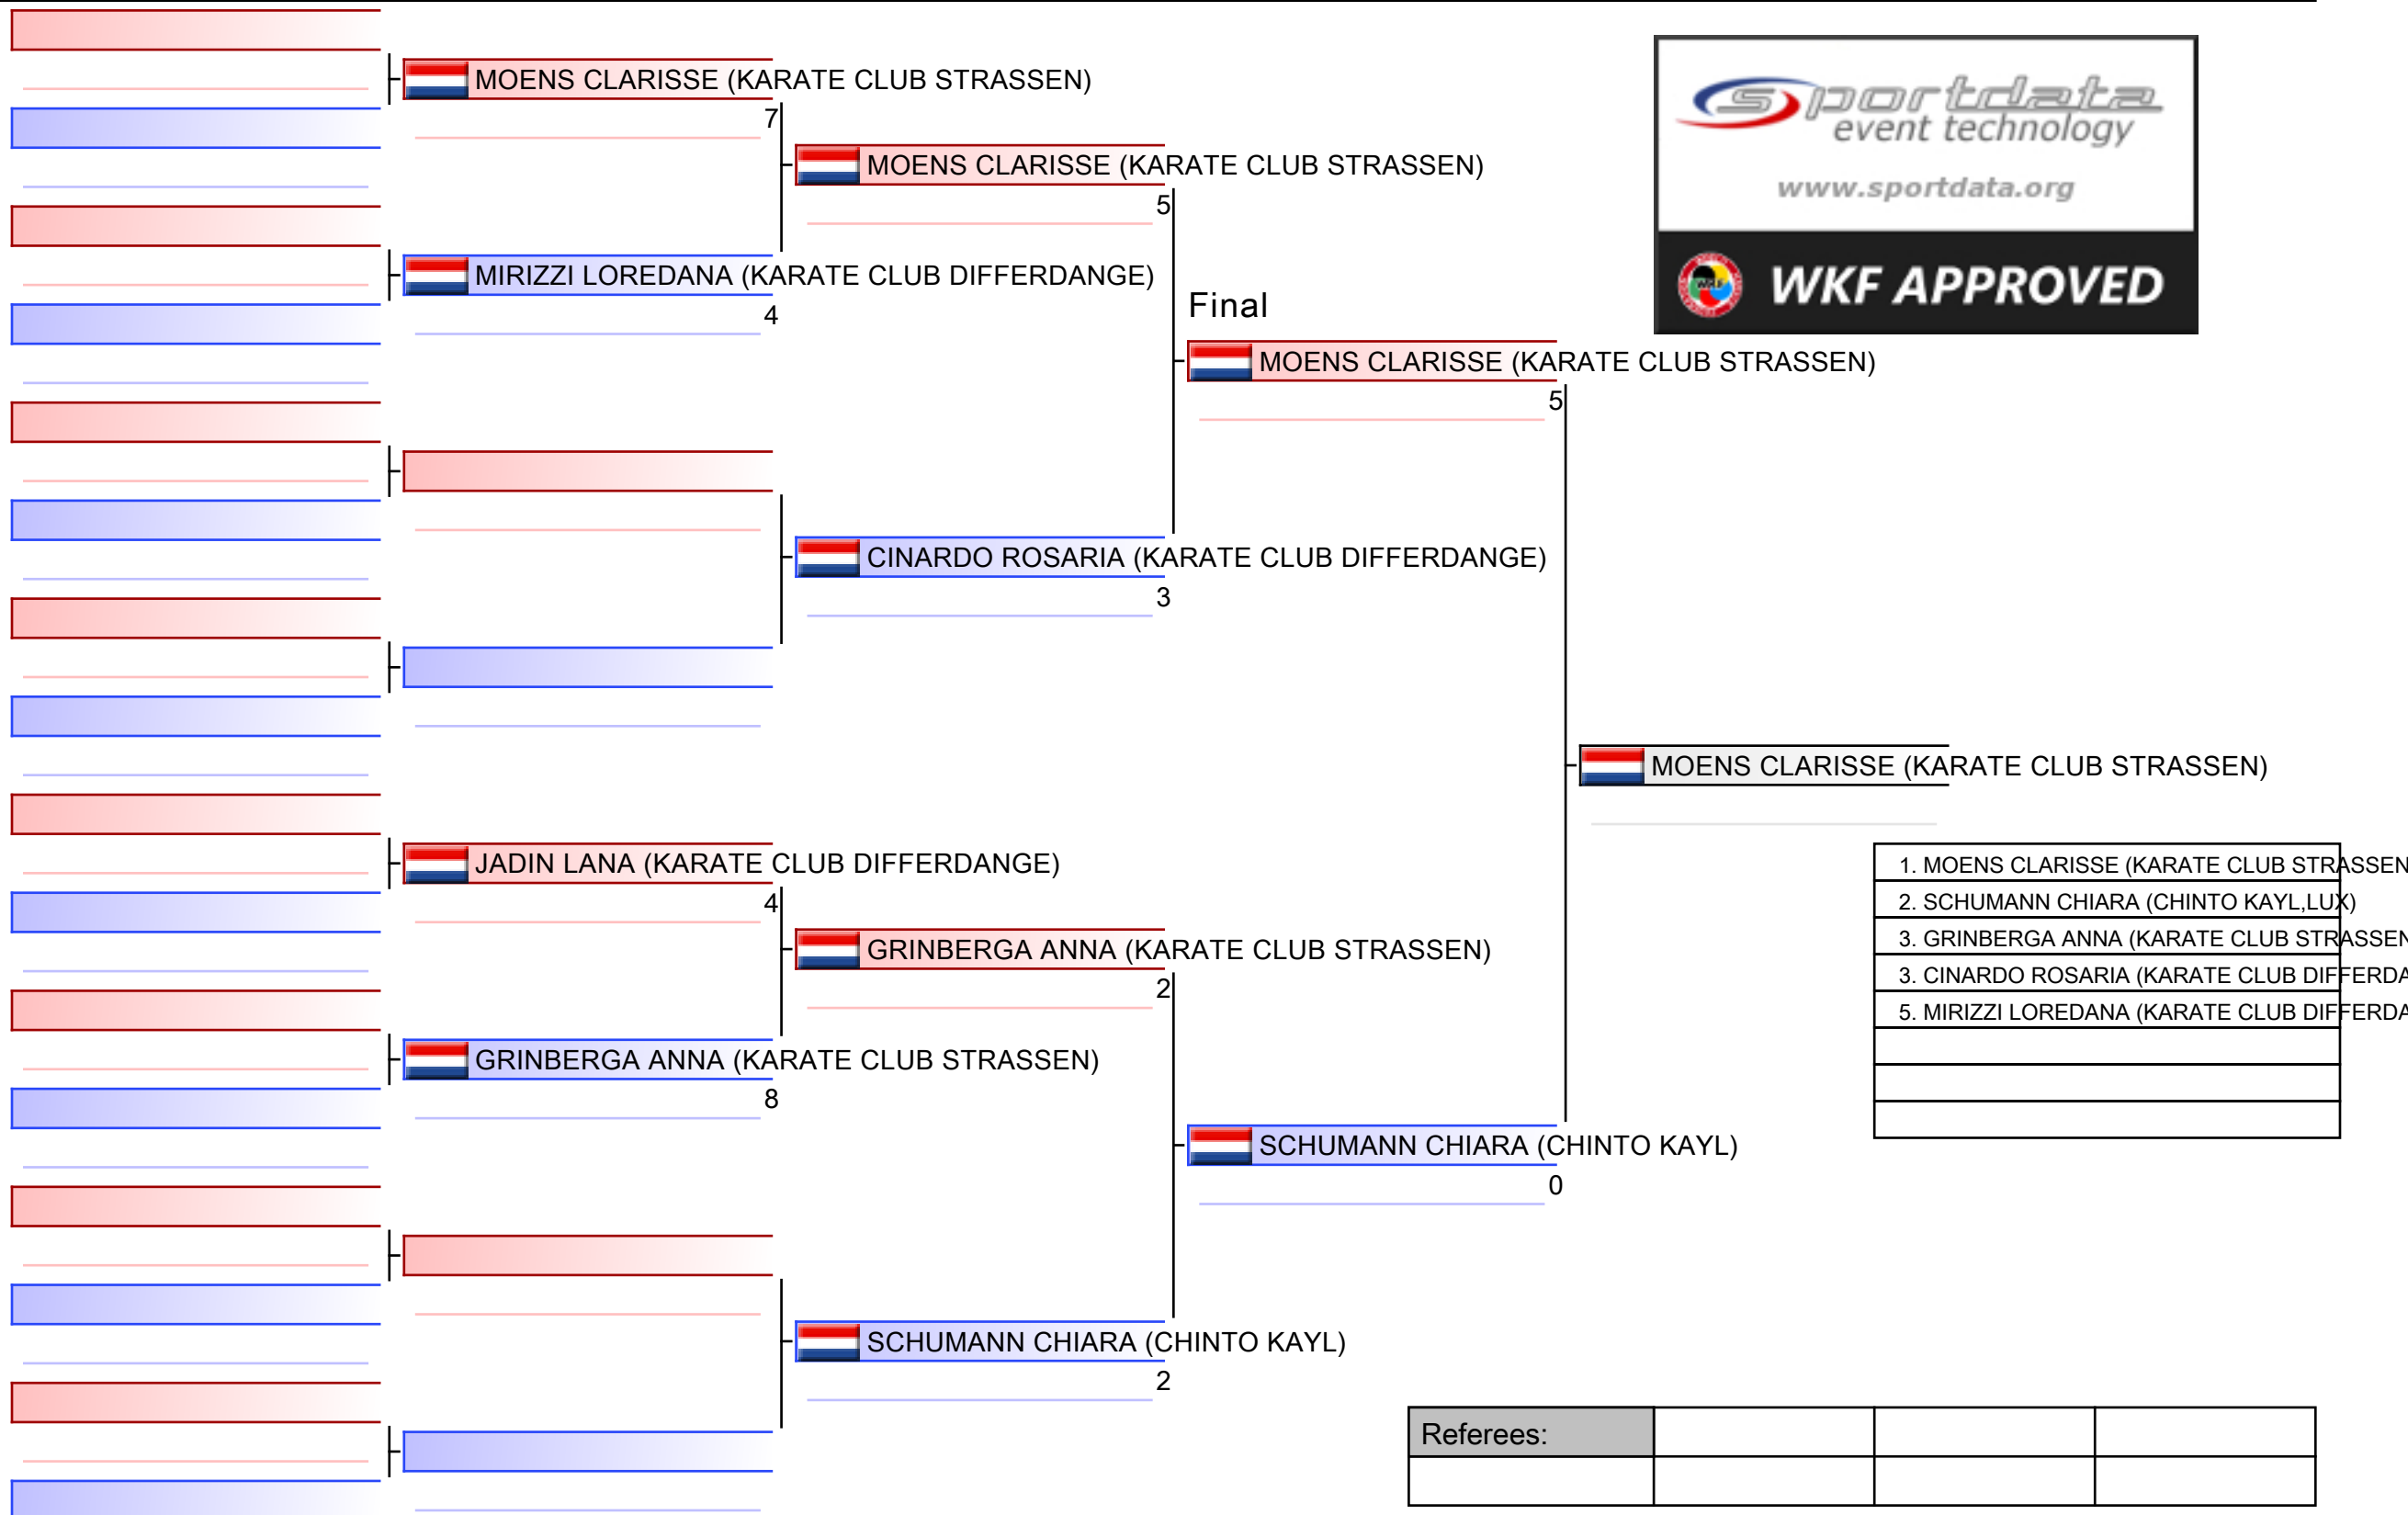 MOENS CLARISSE (KARATE CLUB STRASSEN)
7
MIRIZZI LOREDANA (KARATE CLUB DIFFERDANGE)
4
JADIN LANA (KARATE CLUB DIFFERDANGE)
4
GRINBERGA ANNA (KARATE CLUB STRASSEN)
8
MOENS CLARISSE (KARATE CLUB STRASSEN)
5
CINARDO ROSARIA (KARATE CLUB DIFFERDANGE)
3
GRINBERGA ANNA (KARATE CLUB STRASSEN)
2
SCHUMANN CHIARA (CHINTO KAYL)
2
Final
MOENS CLARISSE (KARATE CLUB STRASSEN)
5
SCHUMANN CHIARA (CHINTO KAYL)
0
MOENS CLARISSE (KARATE CLUB STRASSEN)
sportdata
event technology
www.sportdata.org
WKF APPROVED
1. MOENS CLARISSE (KARATE CLUB STRASSEN
2. SCHUMANN CHIARA (CHINTO KAYL,LUX)
3. GRINBERGA ANNA (KARATE CLUB STRASSEN
3. CINARDO ROSARIA (KARATE CLUB DIFFERDA
5. MIRIZZI LOREDANA (KARATE CLUB DIFFERDA
Referees: